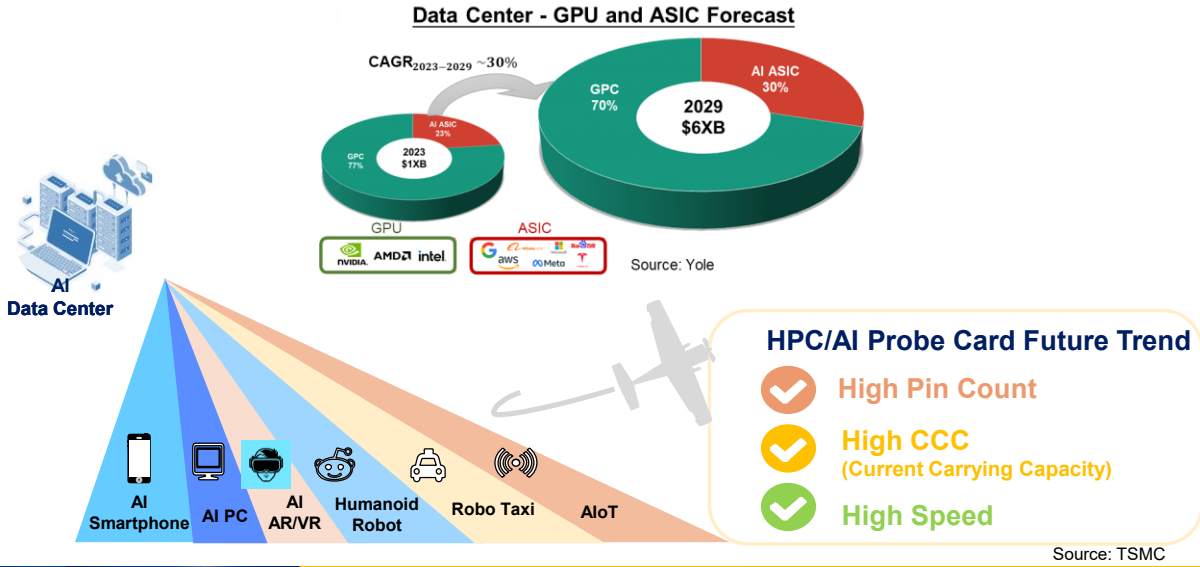 Data Center - GPU and ASIC Forecast
CAGR2023–2029 ~30%
AI ASIC
23%
GPC
77%
2023
$1XB
AI ASIC
30%
GPC
70%
2029
$6XB
GPU
NVIDIA.
AMD
intel.
ASIC
G
aws
Microsoft
Meta
Source: Yole
AI
Data Center
AI
Smartphone
AI PC
AI
AR/VR
Humanoid
Robot
Robo Taxi
AIoT
HPC/AI Probe Card Future Trend
High Pin Count
High CCC
(Current Carrying Capacity)
High Speed
Source: TSMC